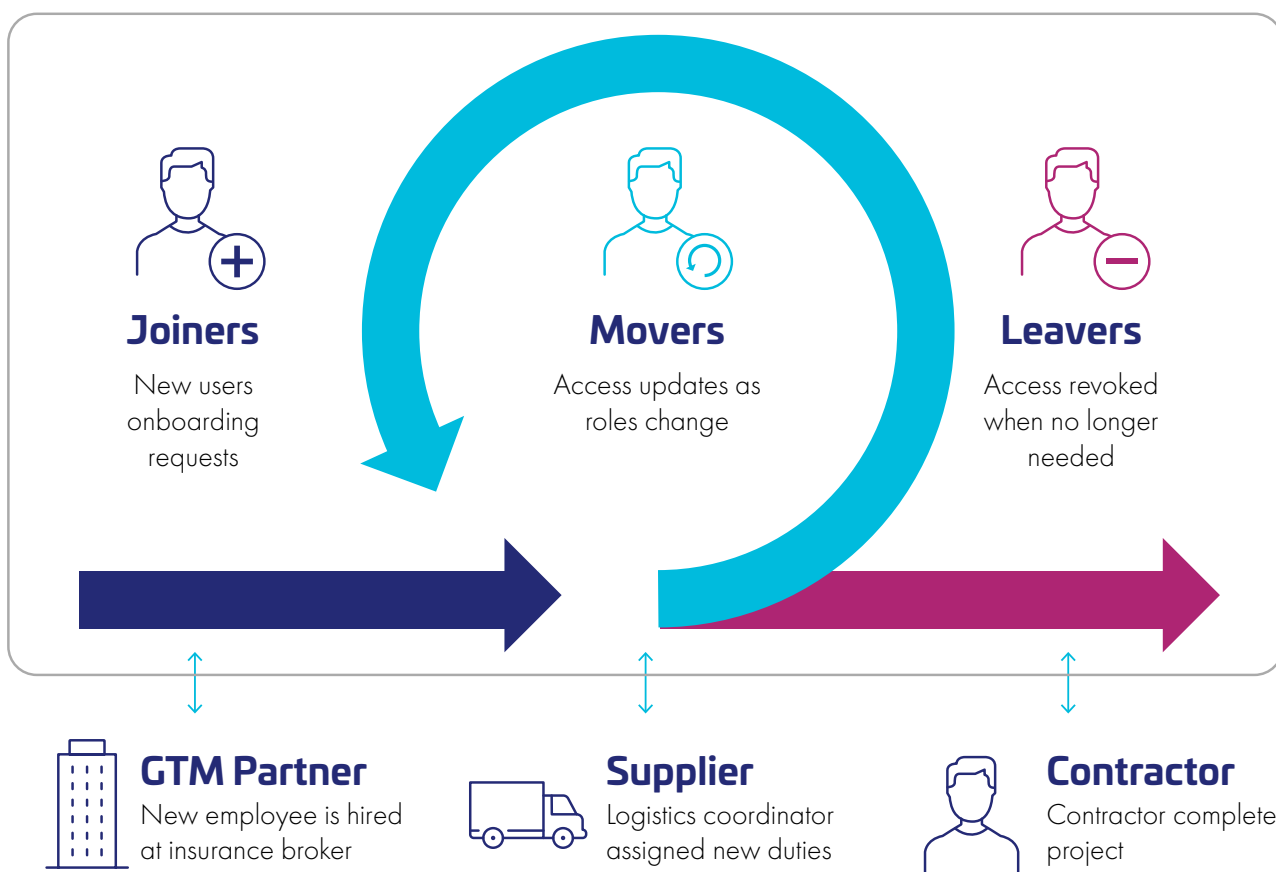 Joiners
New users
onboarding
requests
Movers
Access updates as
roles change
Leavers
Access revoked
when no longer
needed
GTM Partner
New employee is hired
at insurance broker
Supplier
Logistics coordinator
assigned new duties
Contractor
Contractor complete
project